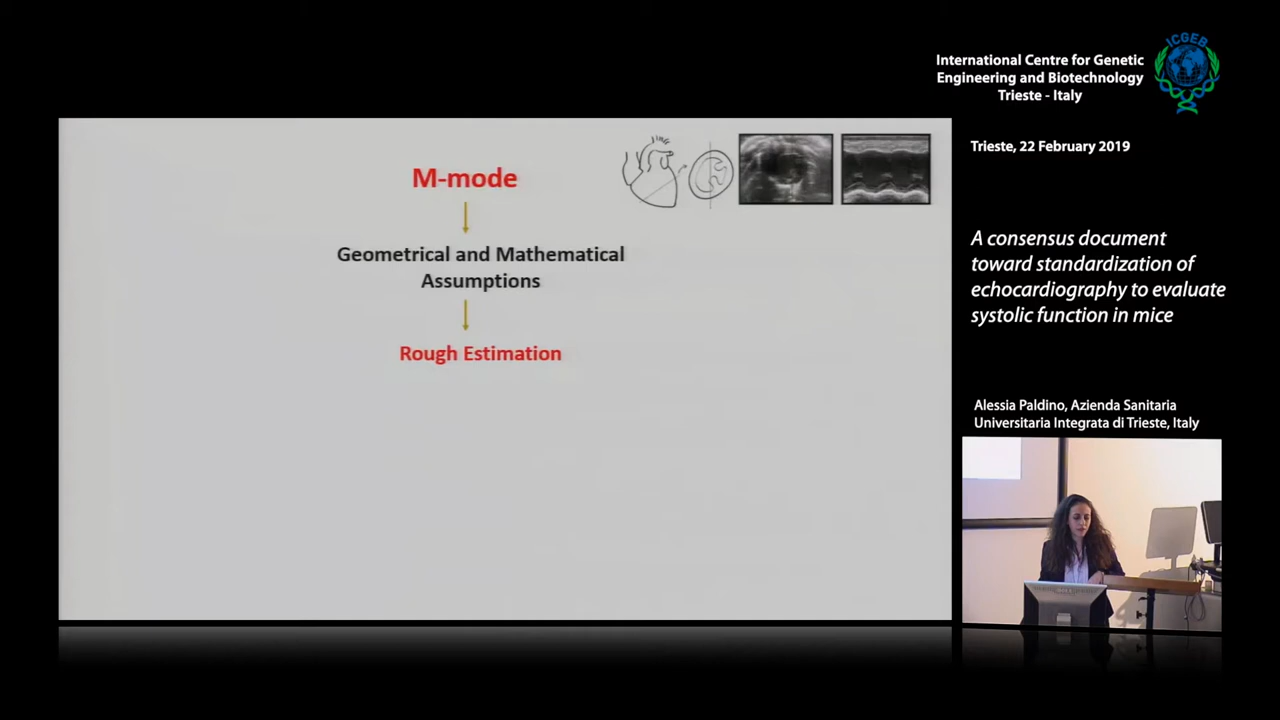 International Centre for Genetic
Engineering and Biotechnology
Trieste - Italy
ICGEB
Trieste, 22 February 2019
M-mode
Geometrical and Mathematical
Assumptions
Rough Estimation
A consensus document
toward standardization of
echocardiography to evaluate
systolic function in mice
Alessia Paldino, Azienda Sanitaria
Universitaria Integrata di Trieste, Italy